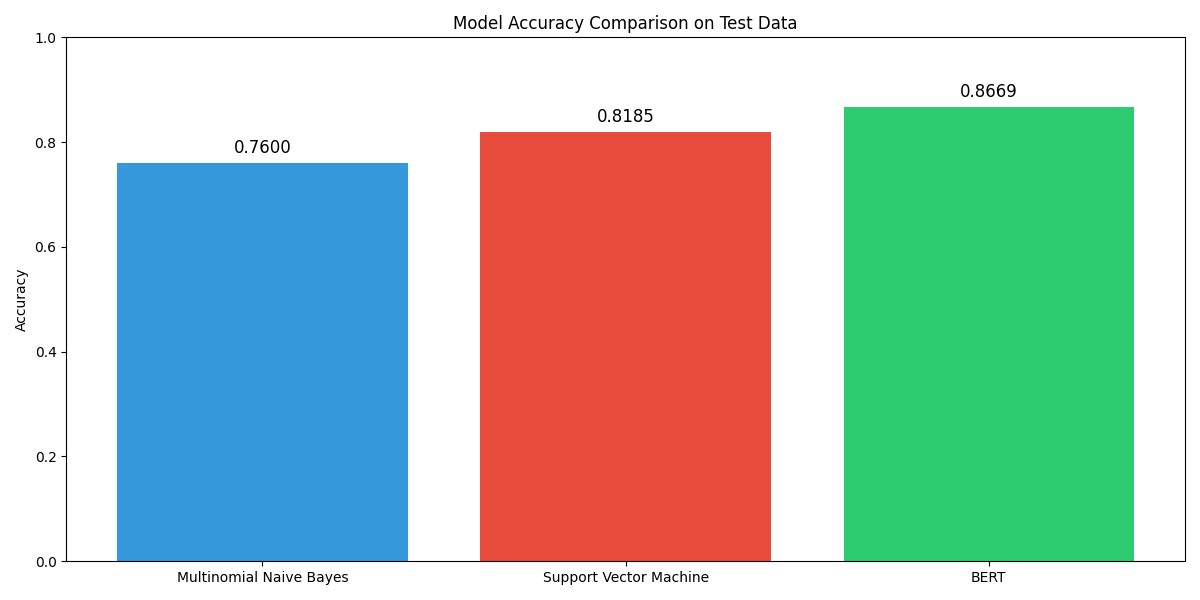 Model Accuracy Comparison on Test Data
1.0
0.8
0.6
0.4
0.2
0.0
Accuracy
0.7600
0.8185
0.8669
Multinomial Naive Bayes
Support Vector Machine
BERT